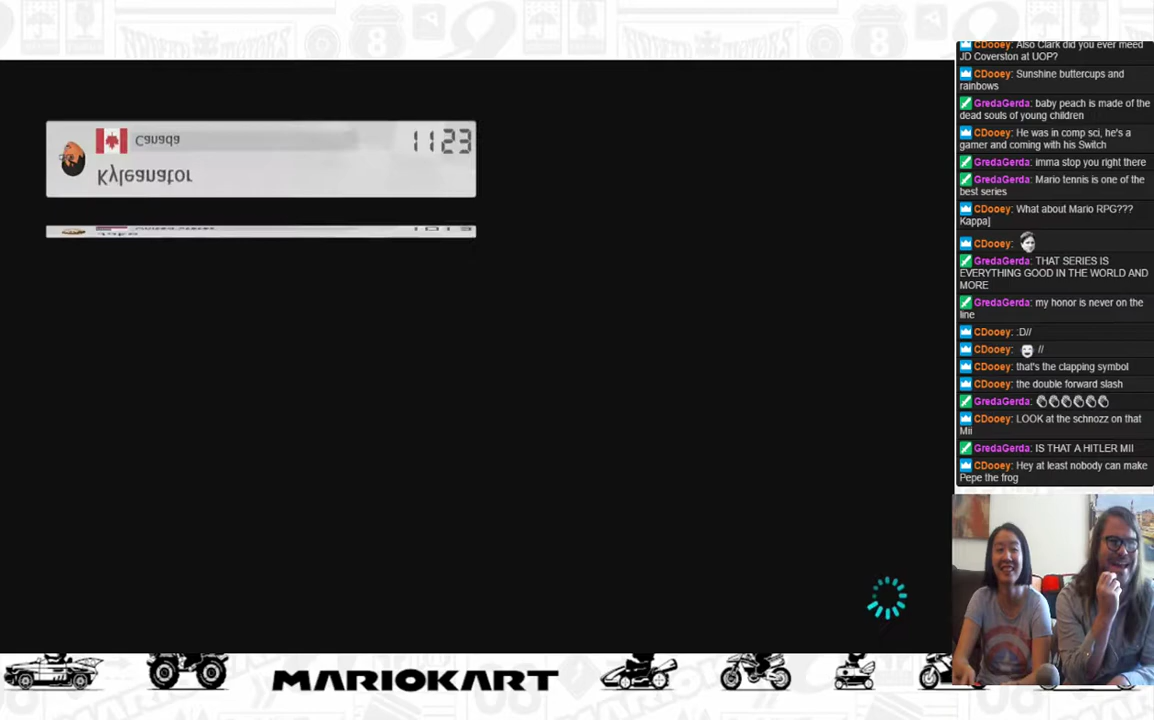 Canada
1153
Kyleanator
1013
MARIOKART
CDooey: Also Clark did you ever meed
JD Coverston at UOP?
CDooey: Sunshine buttercups and
rainbows
GredaGerda: baby peach is made of the
dead souls of young children
CDooey: He was in comp sci, he's a
gamer and coming with his Switch
GredaGerda: imma stop you right there
GredaGerda: Mario tennis is one of the
best series
CDooey: What about Mario RPG???
Kappa]
CDooey:
GredaGerda: THAT SERIES IS
EVERYTHING GOOD IN THE WORLD AND
MORE
GredaGerda: my honor is never on the
line
CDooey: :D//
CDooey: //
CDooey: that's the clapping symbol
CDooey: the double forward slash
GredaGerda:
CDooey: LOOK at the schnozz on that
Mii
GredaGerda: IS THAT A HITLER MII
CDooey: Hey at least nobody can make
Pepe the frog